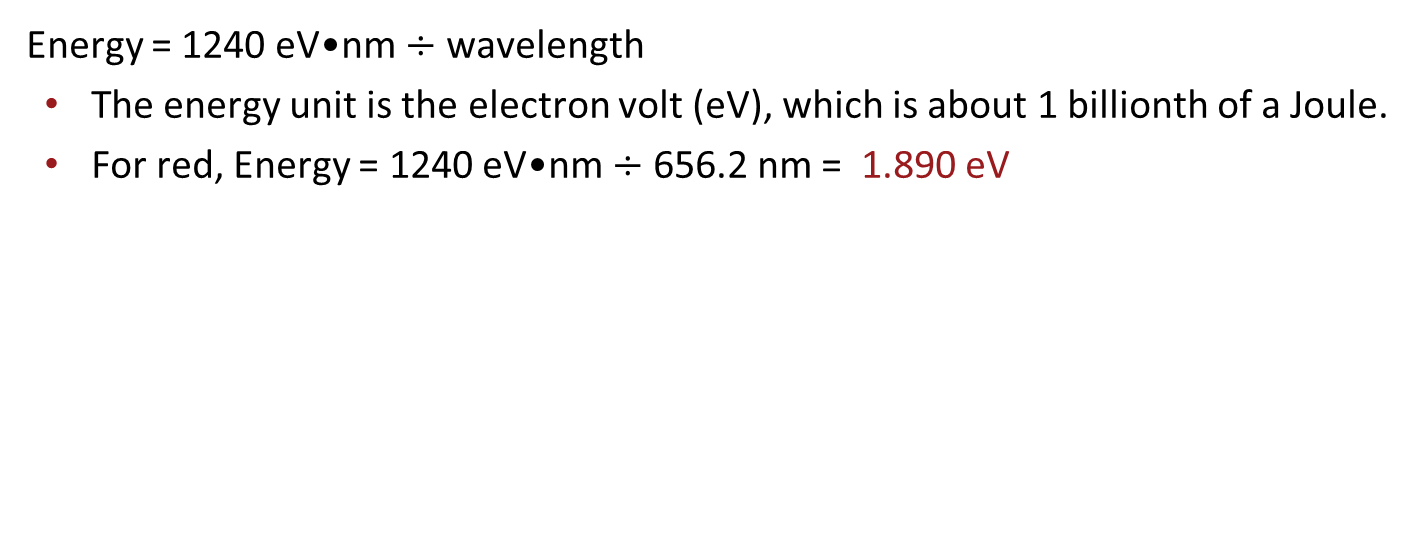 Energy = 1240 eV•nm ÷ wavelength
• The energy unit is the electron volt (eV), which is about 1 billionth of a Joule.
• For red, Energy = 1240 eV•nm ÷ 656.2 nm = 1.890 eV